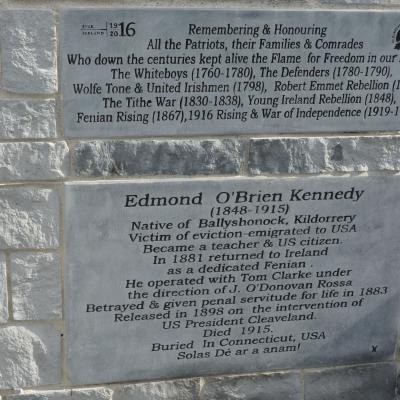 19 16
20
IRELAND
Remembering & Honouring
All the Patriots, their Families & Comrades
Who down the centuries kept alive the Flame for Freedom in our
The Whiteboys (1760-1780), The Defenders (1780-1790),
Wolfe Tone & United Irishmen (1798), Robert Emmet Rebellion
The Tithe War (1830-1838), Young Ireland Rebellion (1848),
Fenian Rising (1867),1916 Rising & War of Independence (1919-
Edmond O'Brien Kennedy
(1848-1915)
Native of Ballyshonock, Kildorrery
Victim of eviction-emigrated to USA
Became a teacher & US citizen.
In 1881 returned to Ireland
as a dedicated Fenian .
He operated with Tom Clarke under
the direction of J. O'Donovan Rossa
Betrayed & given penal servitude for life in 1883
Released in 1898 on the intervention of
US President Cleaveland.
Died 1915.
Buried In Connecticut, USA
Solas Dé ar a anam!